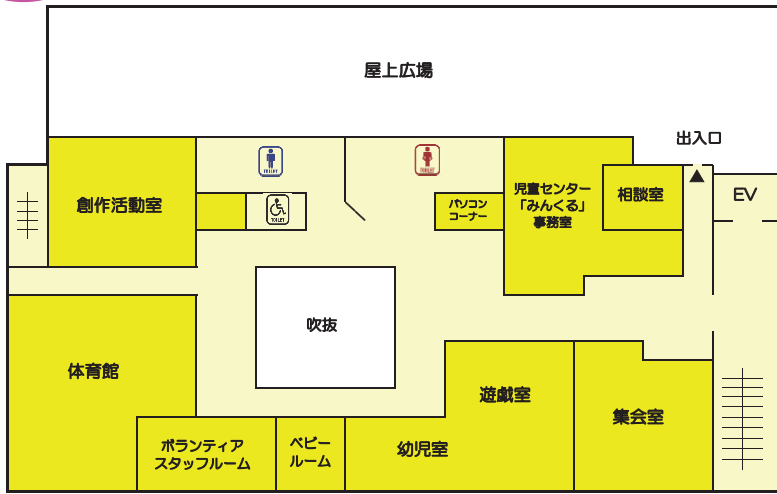 屋上広場
出入口
TOILET
TOILET
創作活動室
TOILET
パソコン
コーナー
児童センター
「みんくる」
事務室
相談室
EV
吹抜
体育館
遊戯室
集会室
ボランティア
スタッフルーム
ベビー
ルーム
幼児室